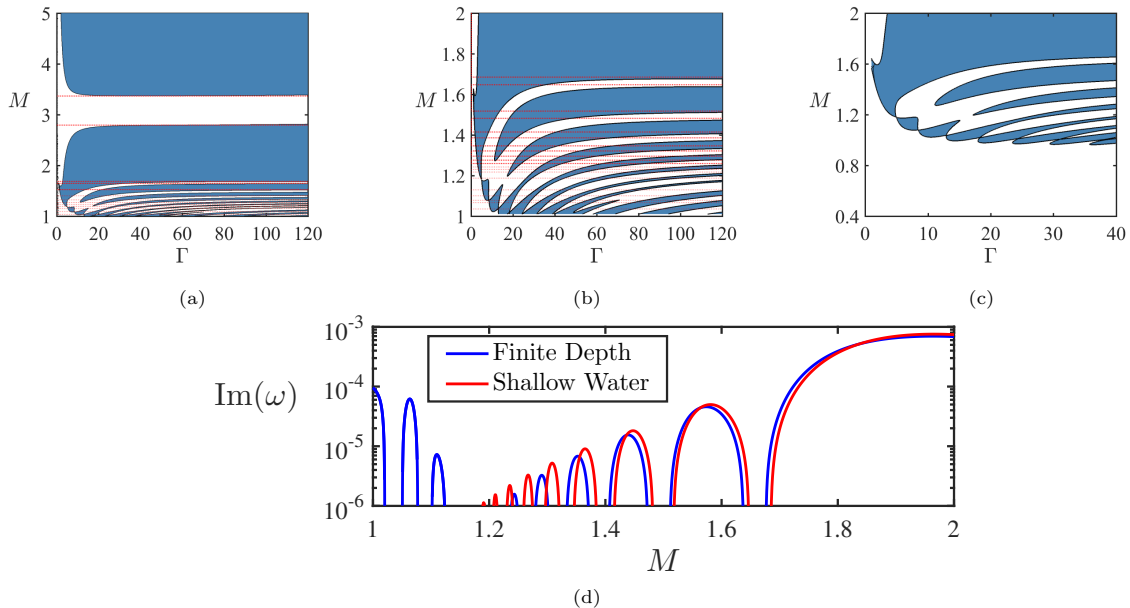 5
4
M 3
2
1
0 20 40 60 80 100 120
Γ
(a)
2
1.8
M 1.6
1.4
1.2
1
0 20 40 60 80 100 120
Γ
(b)
2
1.6
M 1.2
0.8
0.4
0 10 20 30 40
Γ
(c)
10^-3
10^-4
Im(ω)
10^-5
10^-6
Finite Depth
Shallow Water
1 1.2 1.4 1.6 1.8 2
M
(d)